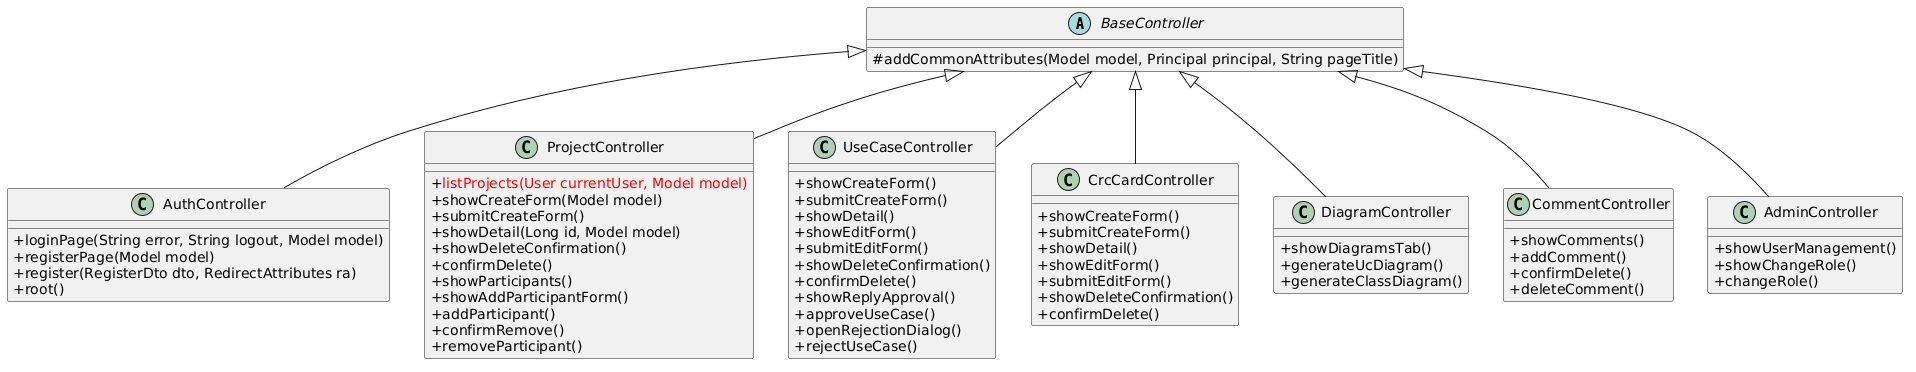 A BaseController
#addCommonAttributes(Model model, Principal principal, String pageTitle)
C AuthController
+loginPage(String error, String logout, Model model)
+registerPage(Model model)
+register(RegisterDto dto, RedirectAttributes ra)
+root()
C ProjectController
+listProjects(User currentUser, Model model)
+showCreateForm(Model model)
+submitCreateForm()
+showDetail(Long id, Model model)
+showDeleteConfirmation()
+confirmDelete()
+showParticipants()
+showAddParticipantForm()
+addParticipant()
+confirmRemove()
+removeParticipant()
C UseCaseController
+showCreateForm()
+submitCreateForm()
+showDetail()
+showEditForm()
+submitEditForm()
+showDeleteConfirmation()
+confirmDelete()
+showReplyApproval()
+approveUseCase()
+openRejectionDialog()
+rejectUseCase()
C CrcCardController
+showCreateForm()
+submitCreateForm()
+showDetail()
+showEditForm()
+submitEditForm()
+showDeleteConfirmation()
+confirmDelete()
C DiagramController
+showDiagramsTab()
+generateUcDiagram()
+generateClassDiagram()
C CommentController
+showComments()
+addComment()
+confirmDelete()
+deleteComment()
C AdminController
+showUserManagement()
+showChangeRole()
+changeRole()